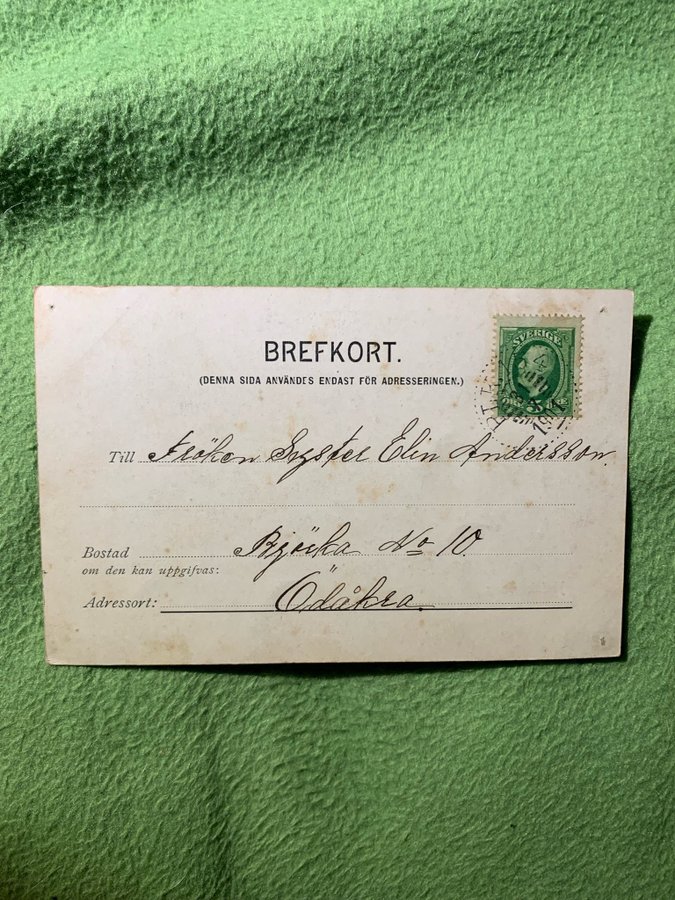 BREFKORT.
(DENNA SIDA ANVÄNDES ENDAST FÖR ADRESSERINGEN.)
SVERIGE
Till Fröken Syster Elin Andersson
Bostad Björka No 10.
om den kan uppgifvas:
Adressort: Ödåkra